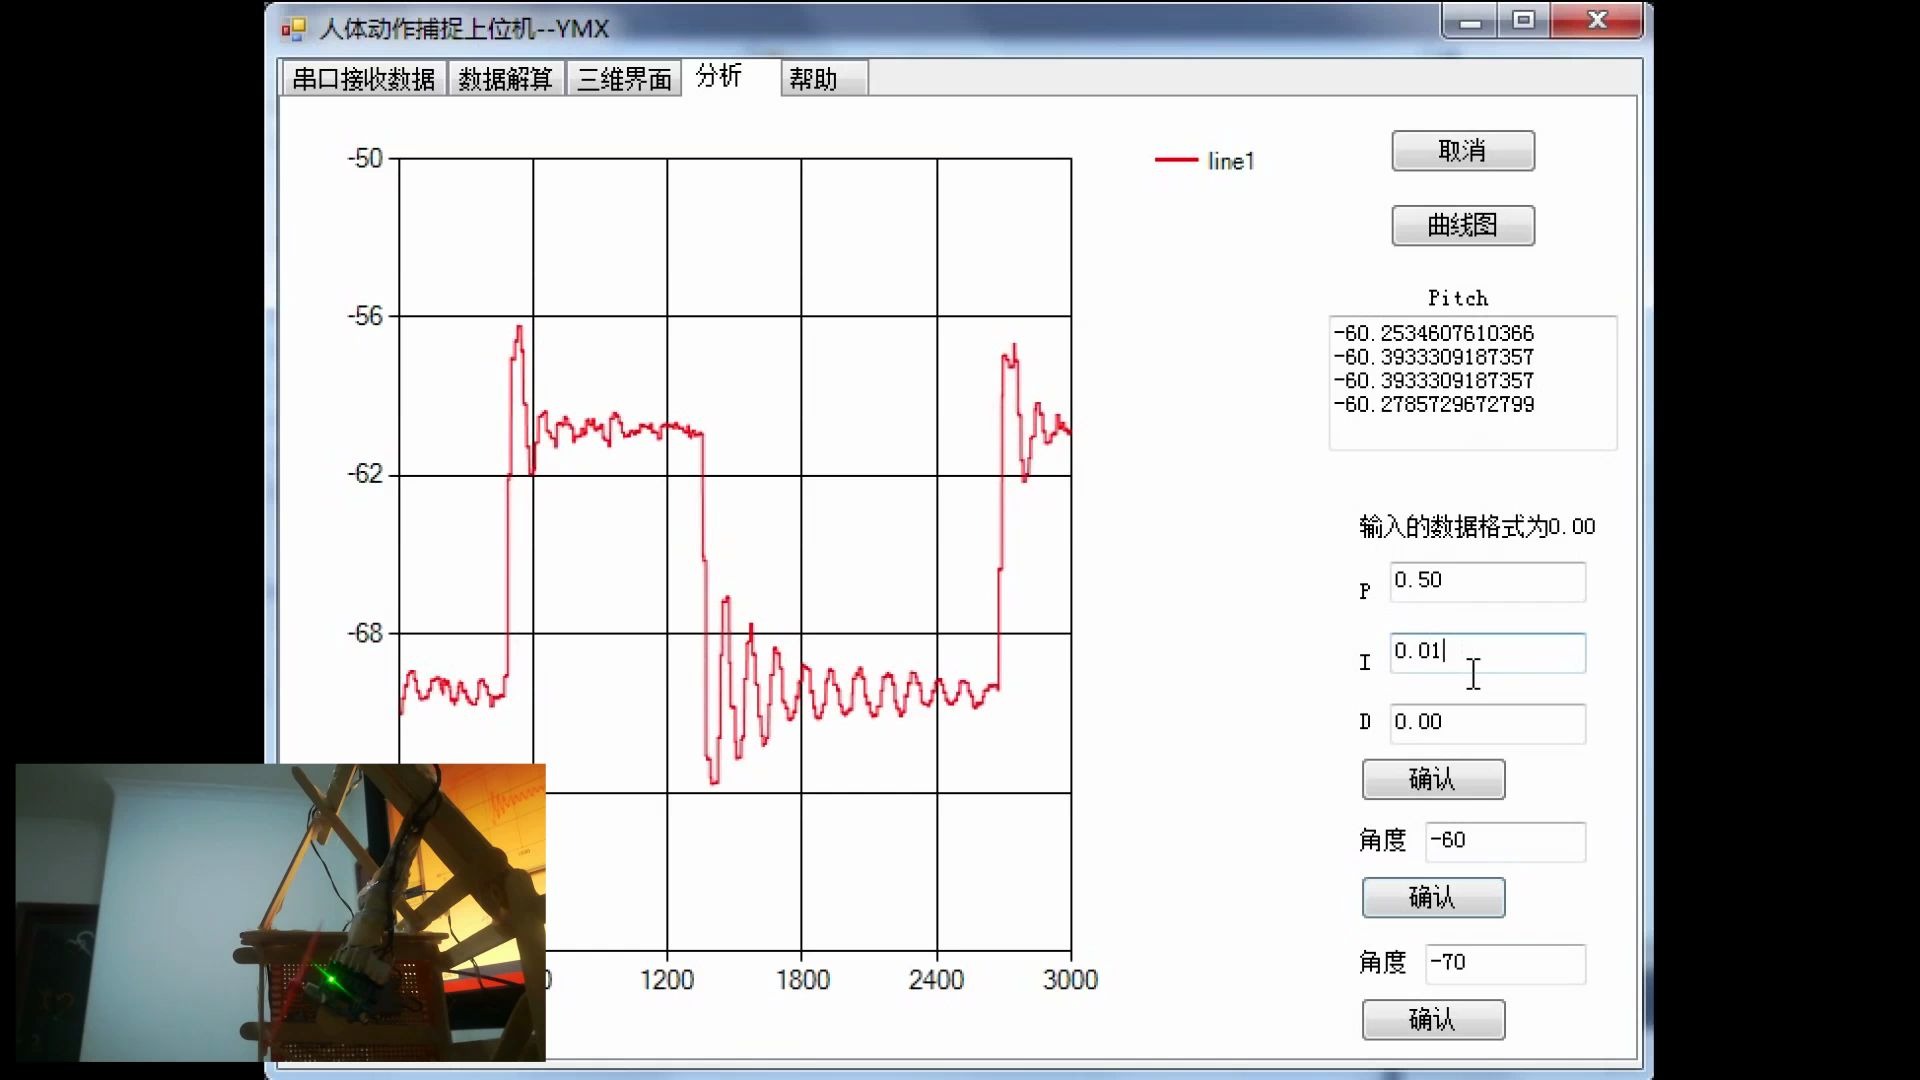 人体动作捕捉上位机--YMX
串口接收数据 数据解算 三维界面 分析 帮助
-50
-56
-62
-68
1200 1800 2400 3000
line1
取消
曲线图
Pitch
-60.2534607610366
-60.3933309187357
-60.3933309187357
-60.2785729672799
输入的数据格式为0.00
P 0.50
I 0.01
D 0.00
确认
角度 -60
确认
角度 -70
确认